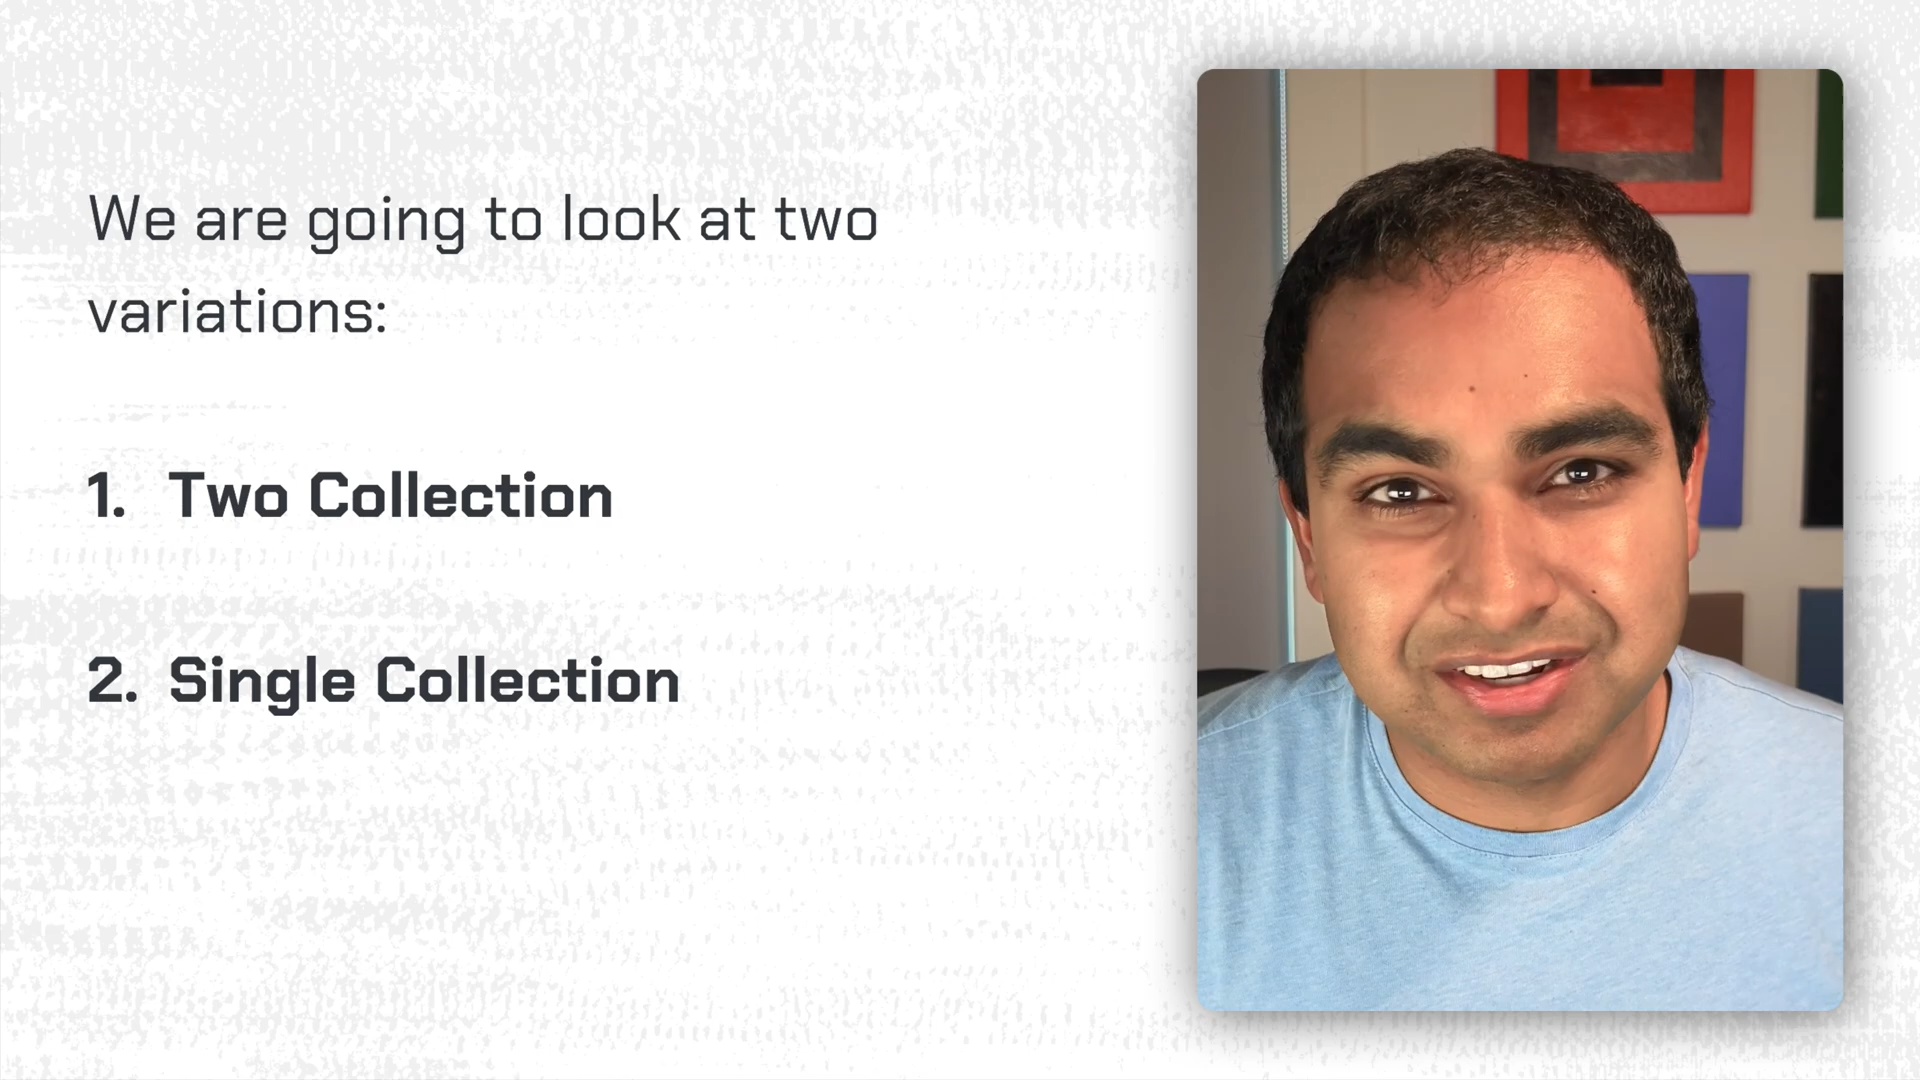 We are going to look at two
variations:
1. Two Collection
2. Single Collection